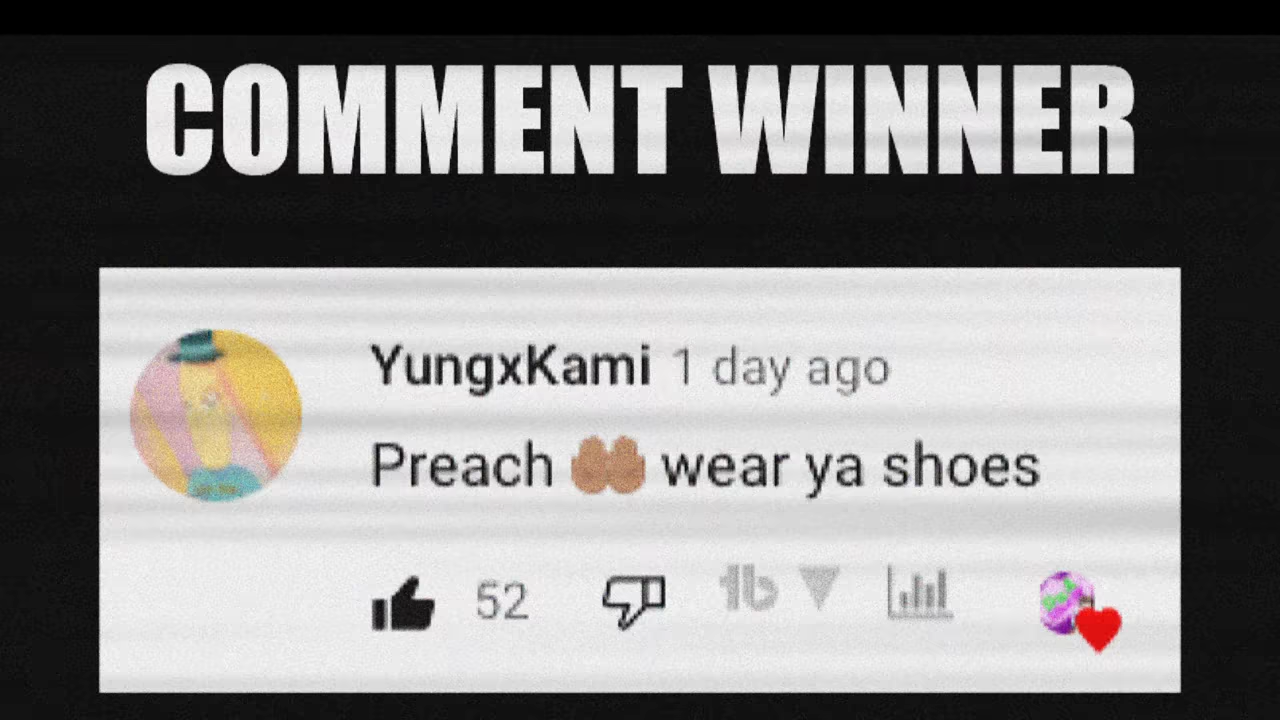 COMMENT WINNER
YungxKami 1 day ago
Preach 🤲🏽 wear ya shoes
52